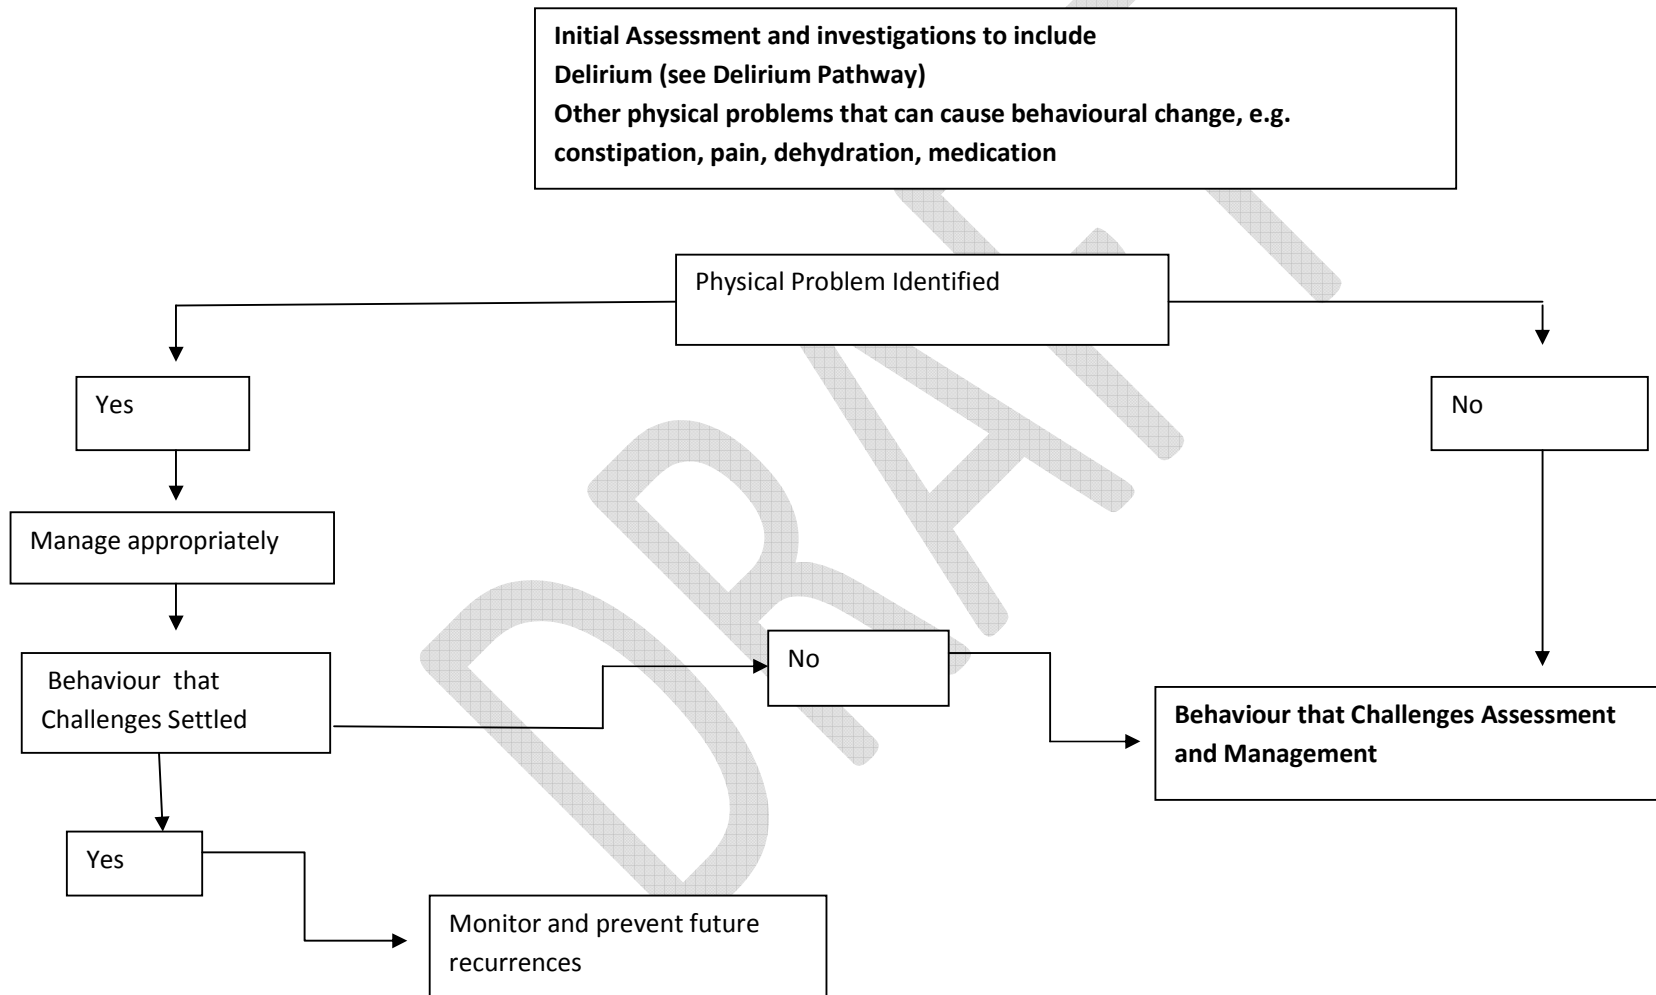 Initial Assessment and investigations to include
Delirium (see Delirium Pathway)
Other physical problems that can cause behavioural change, e.g.
constipation, pain, dehydration, medication
Physical Problem Identified
Yes
No
Manage appropriately
Behaviour that
Challenges Settled
No
Behaviour that Challenges Assessment
and Management
Yes
Monitor and prevent future
recurrences
DRAFT